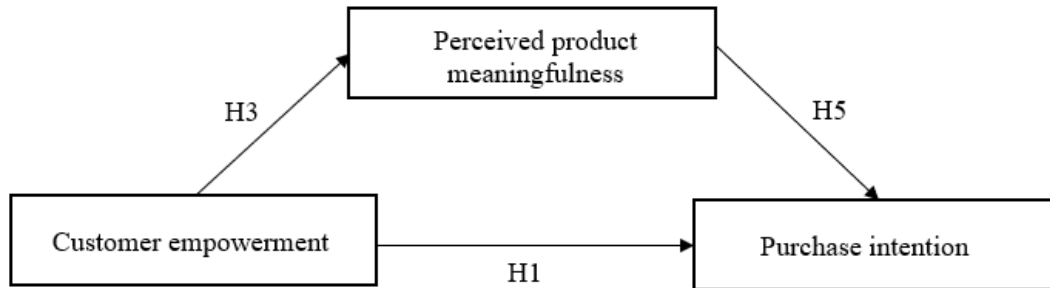 Perceived product
meaningfulness
H3
H5
Customer empowerment
Purchase intention
H1